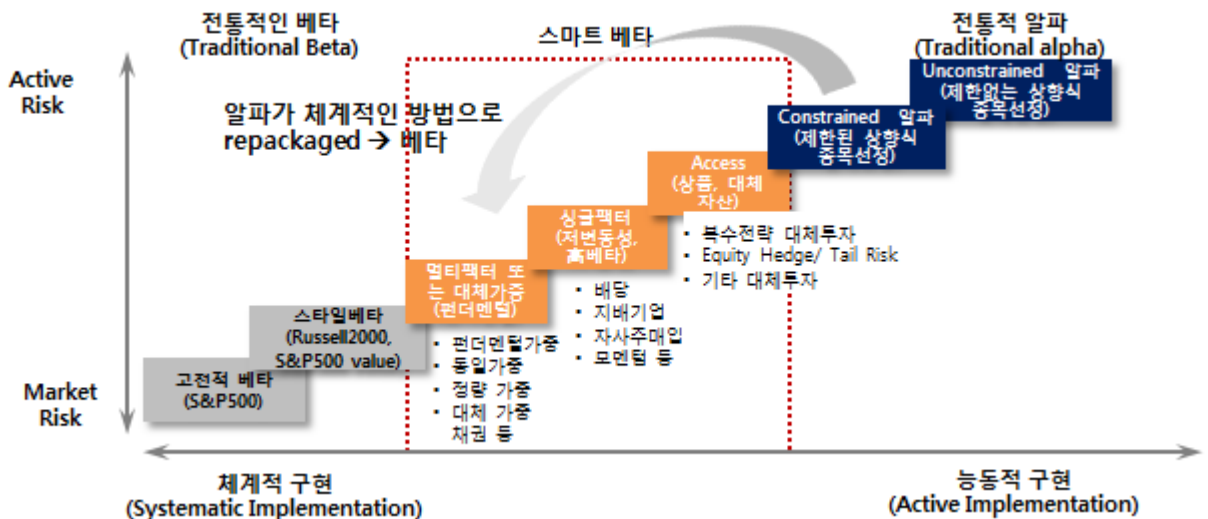 전통적인 베타
(Traditional Beta)
스마트 베타
전통적 알파
(Traditional alpha)
Active
Risk
알파가 체계적인 방법으로
repackaged → 베타
Unconstrained 알파
(제한없는 상향식
종목선정)
Constrained 알파
(제한된 상향식
종목선정)
Access
(상품, 대체
자산)
▪ 복수전략 대체투자
▪ Equity Hedge/ Tail Risk
▪ 기타 대체투자
싱글팩터
(저변동성,
高베타)
▪ 배당
▪ 지배기업
▪ 자사주매입
▪ 모멘텀 등
멀티팩터 또
는 대체가중
(펀더멘털)
▪ 펀더멘털가중
▪ 동일가중
▪ 정량 가중
▪ 대체 가중
채권 등
스타일베타
(Russell2000,
S&P500 value)
고전적 베타
(S&P500)
Market
Risk
체계적 구현
(Systematic Implementation)
능동적 구현
(Active Implementation)